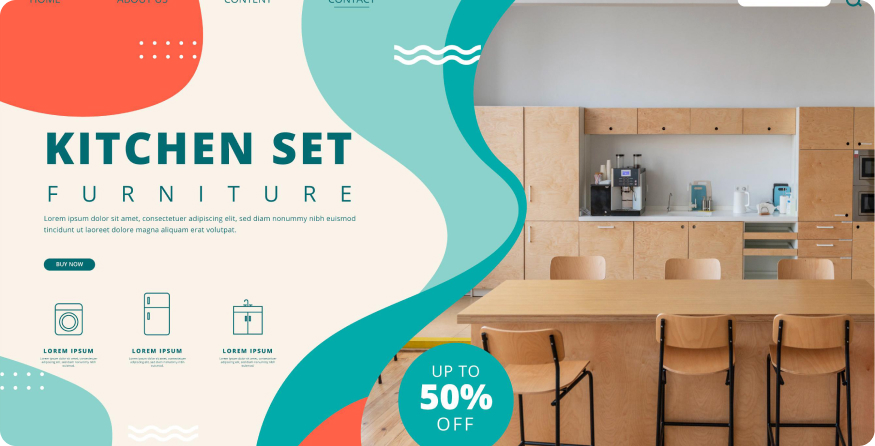 HOME ABOUT US CONTENT CONTACT
KITCHEN SET
FURNITURE
Lorem ipsum dolor sit amet, consectetuer adipiscing elit, sed diam nonummy nibh euismod
tincidunt ut laoreet dolore magna aliquam erat volutpat.
BUY NOW
LOREM IPSUM LOREM IPSUM LOREM IPSUM
UP TO
50%
OFF